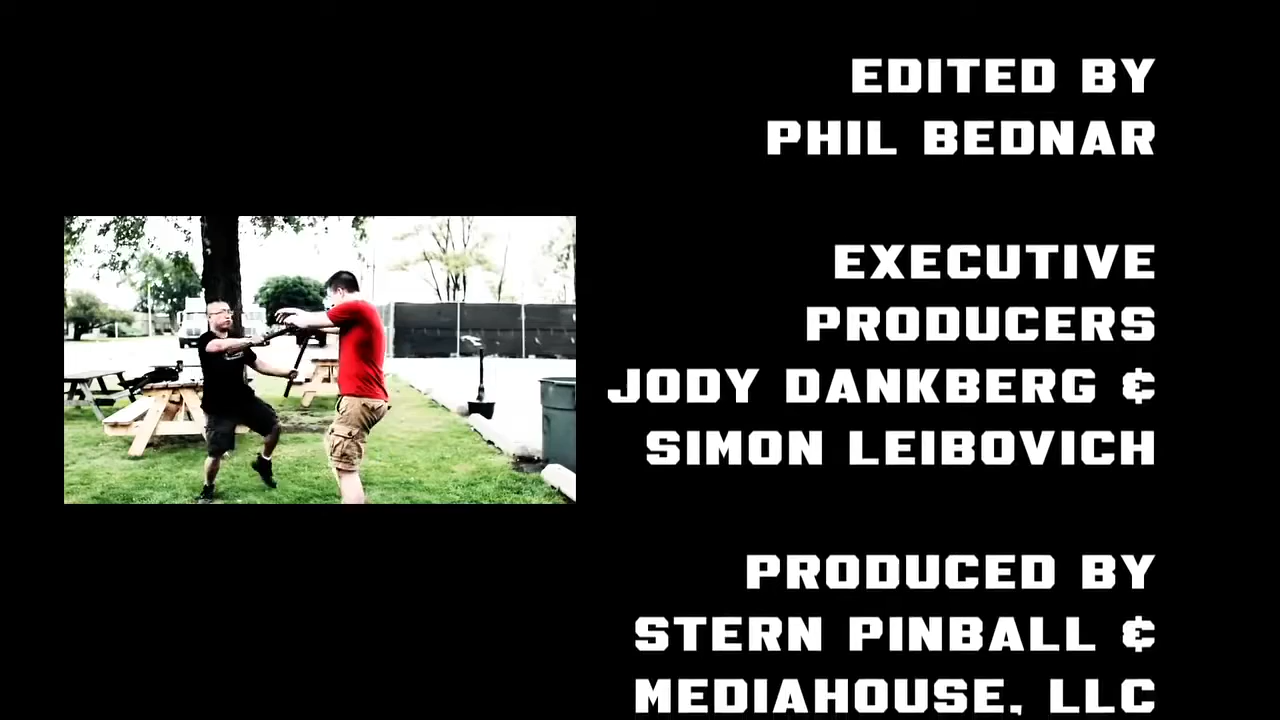 EDITED BY
PHIL BEDNAR
EXECUTIVE
PRODUCERS
JODY DANKBERG &
SIMON LEIBOVICH
PRODUCED BY
STERN PINBALL &
MEDIAHOUSE, LLC